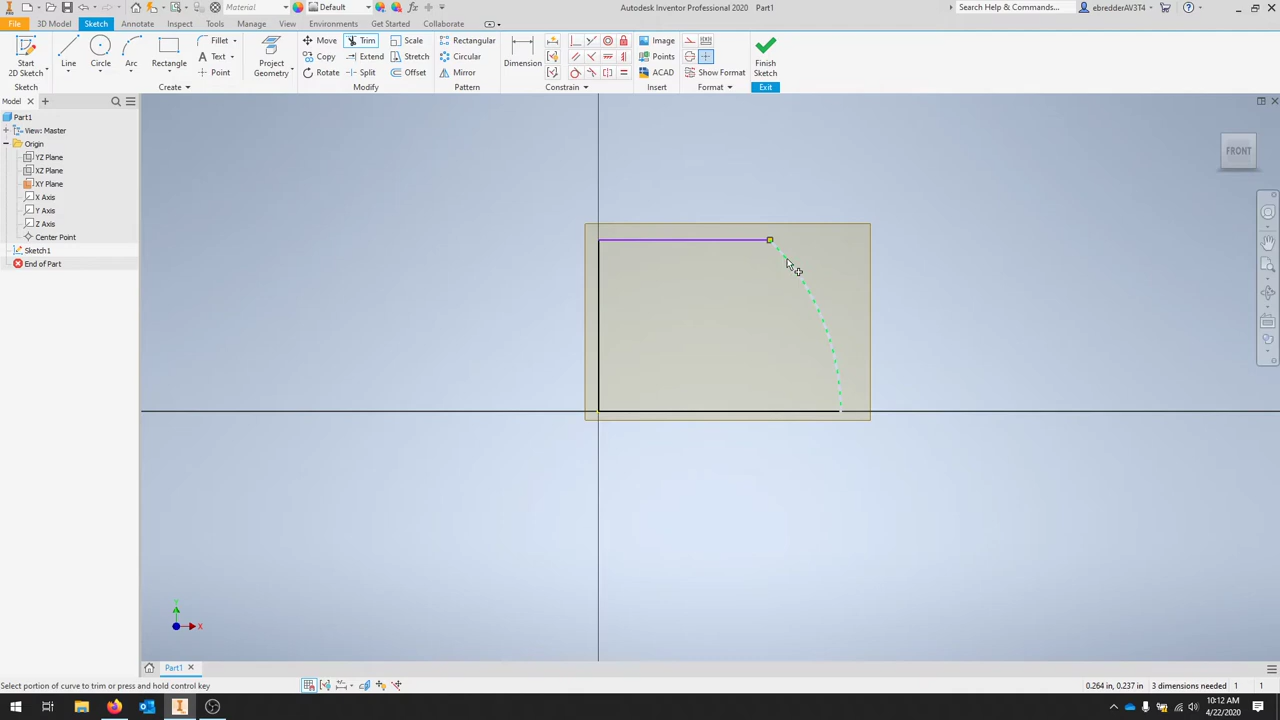 Material
Default
Autodesk Inventor Professional 2020 Part1
Search Help & Commands...
ebredderAV3T4
File
3D Model
Sketch
Annotate
Inspect
Tools
Manage
View
Environments
Get Started
Collaborate
Start
2D Sketch
Line
Circle
Arc
Rectangle
Fillet
Text
Point
Project
Geometry
Move
Copy
Rotate
Trim
Extend
Split
Scale
Stretch
Offset
Rectangular
Circular
Mirror
Dimension
Image
Points
ACAD
Show Format
Finish
Sketch
Sketch
Create
Modify
Pattern
Constrain
Insert
Format
Exit
Model
Part1
View: Master
Origin
YZ Plane
XZ Plane
XY Plane
X Axis
Y Axis
Z Axis
Center Point
Sketch1
End of Part
FRONT
Y
X
Part1
Select portion of curve to trim or press and hold control key
0.264 in, 0.237 in
3 dimensions needed
1
1
10:12 AM
4/22/2020